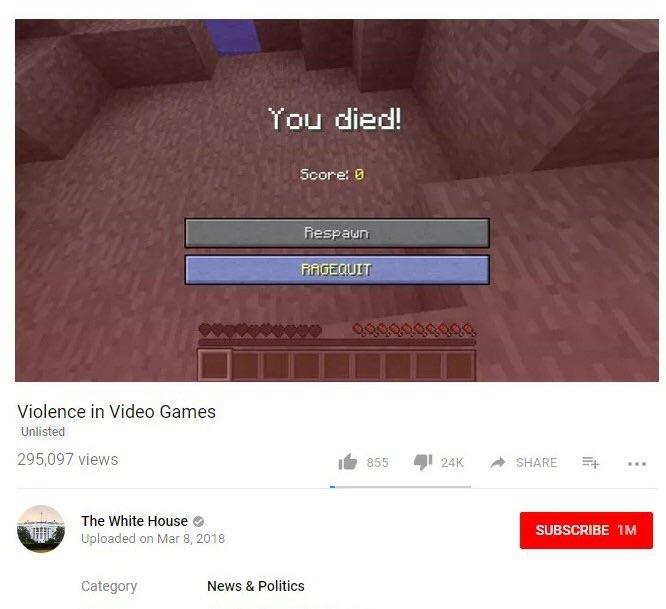 You died!
Score: 0
Respawn
RAGEQUIT
Violence in Video Games
Unlisted
295,097 views
855
24K
SHARE
The White House
Uploaded on Mar 8, 2018
SUBSCRIBE 1M
Category
News & Politics